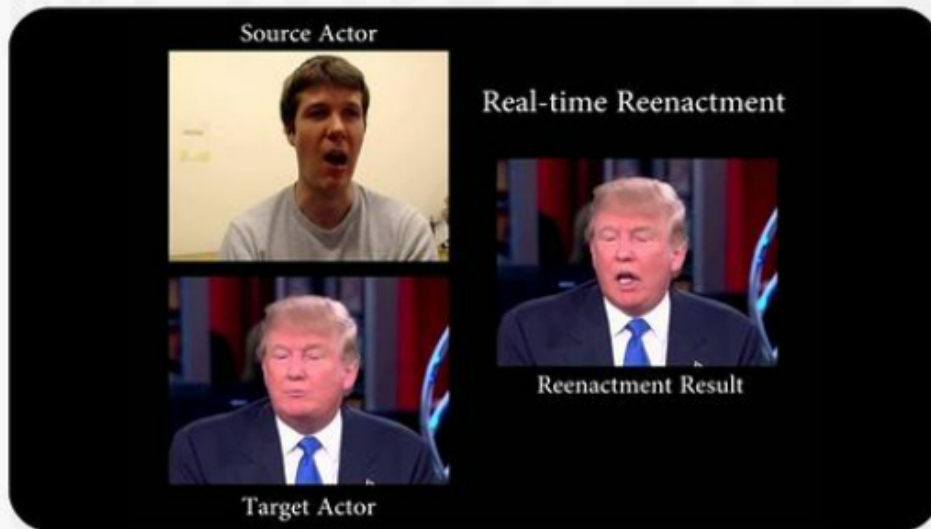 Source Actor
Real-time Reenactment
Reenactment Result
Target Actor